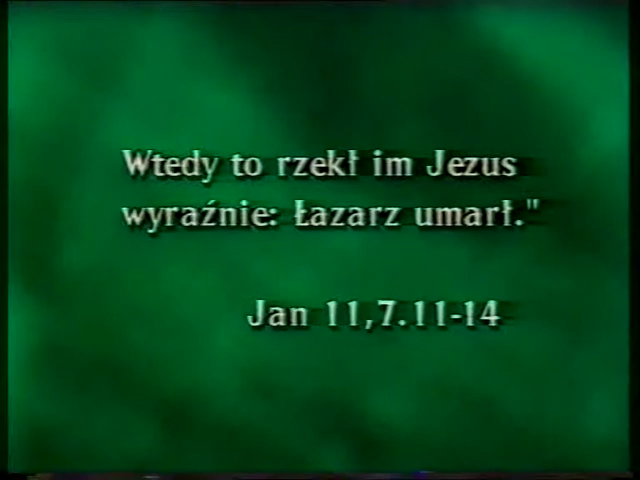 Wtedy to rzekł im Jezus
wyraźnie: Łazarz umarł."
Jan 11,7.11-14